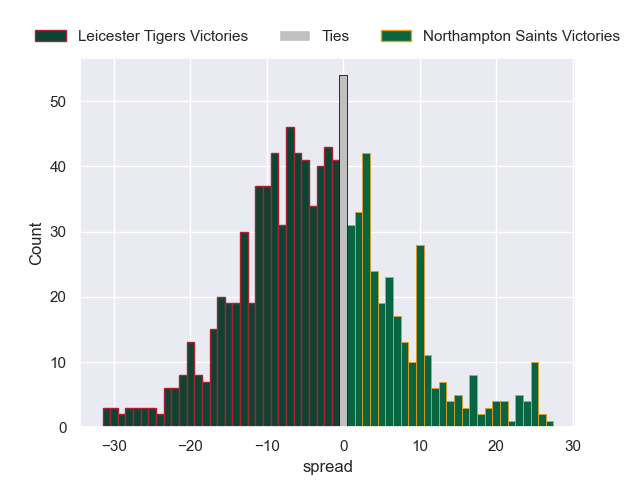 Leicester Tigers Victories Ties Northampton Saints Victories
50
40
30
20
10
0
Count
−30 −20 −10 0 10 20 30
spread